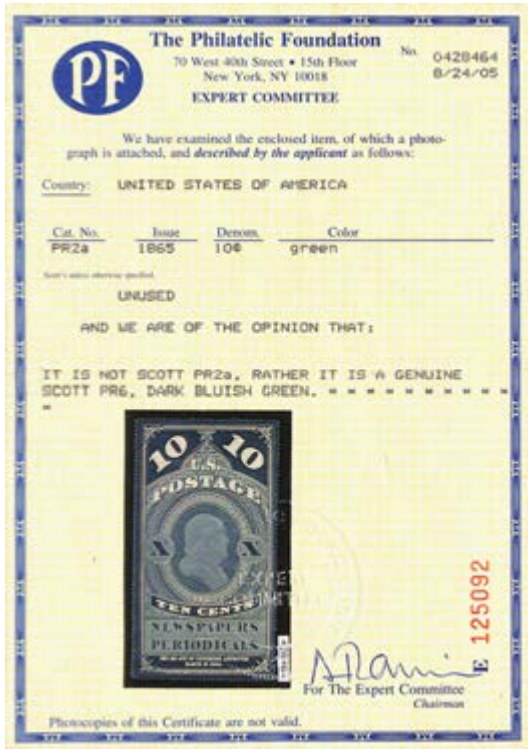 PF
The Philatelic Foundation
70 West 40th Street • 15th Floor
New York, NY 10018
EXPERT COMMITTEE
No. 0428464
8/24/05
We have examined the enclosed item, of which a photo-
graph is attached, and described by the applicant as follows:
Country: UNITED STATES OF AMERICA
Cat. No. Issue Denom. Color
PR2a 1865 10¢ green
Scott's unless otherwise specified.
UNUSED
AND WE ARE OF THE OPINION THAT:
IT IS NOT SCOTT PR2a, RATHER IT IS A GENUINE
SCOTT PR6, DARK BLUISH GREEN. = = = = = = = = = =
=
10 10
U.S.
POSTAGE
X X
TEN CENTS
NEWSPAPERS
PERIODICALS
EXPERT
E 125092
For The Expert Committee
Chairman
Photocopies of this Certificate are not valid.